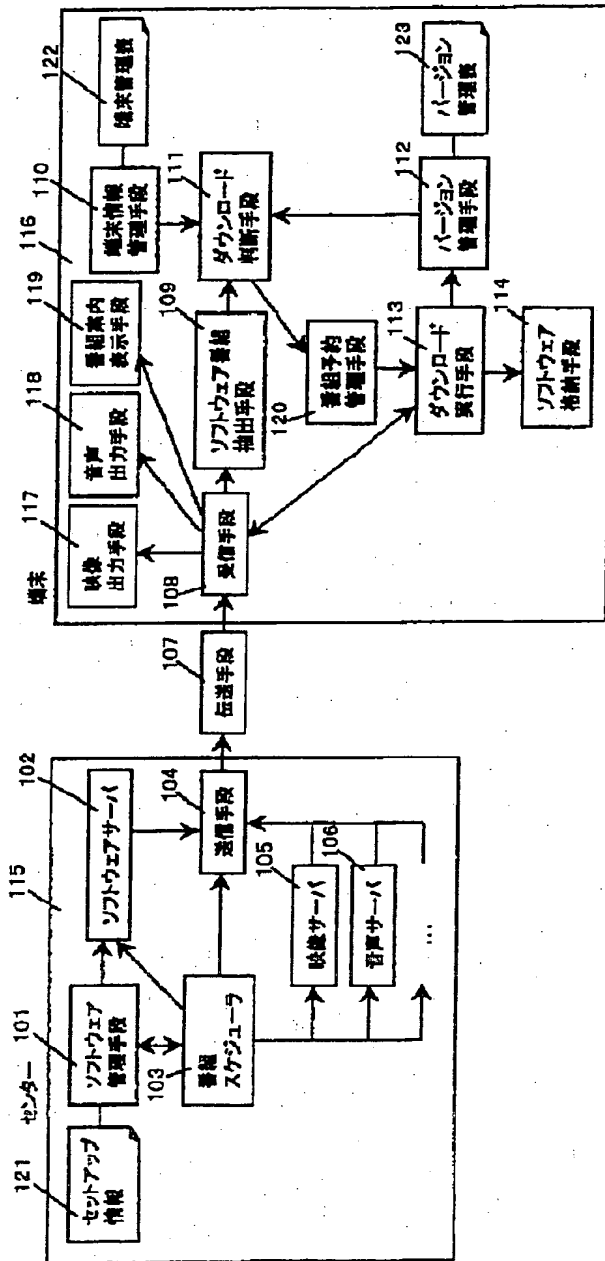 センター
115
121
セットアップ
情報
101
ソフトウェア
管理手段
102
ソフトウェアサーバ
103
番組
スケジューラ
104
送信手段
105
映像サーバ
106
音声サーバ
...
107
伝送手段
端末
116
117
映像
出力手段
118
音声
出力手段
119
番組案内
表示手段
110
端末情報
管理手段
122
端末管理表
108
受信手段
109
ソフトウェア番組
抽出手段
111
ダウンロード
判断手段
120
番組予約
管理手段
113
ダウンロード
実行手段
112
バージョン
管理手段
123
バージョン
管理表
114
ソフトウェア
格納手段